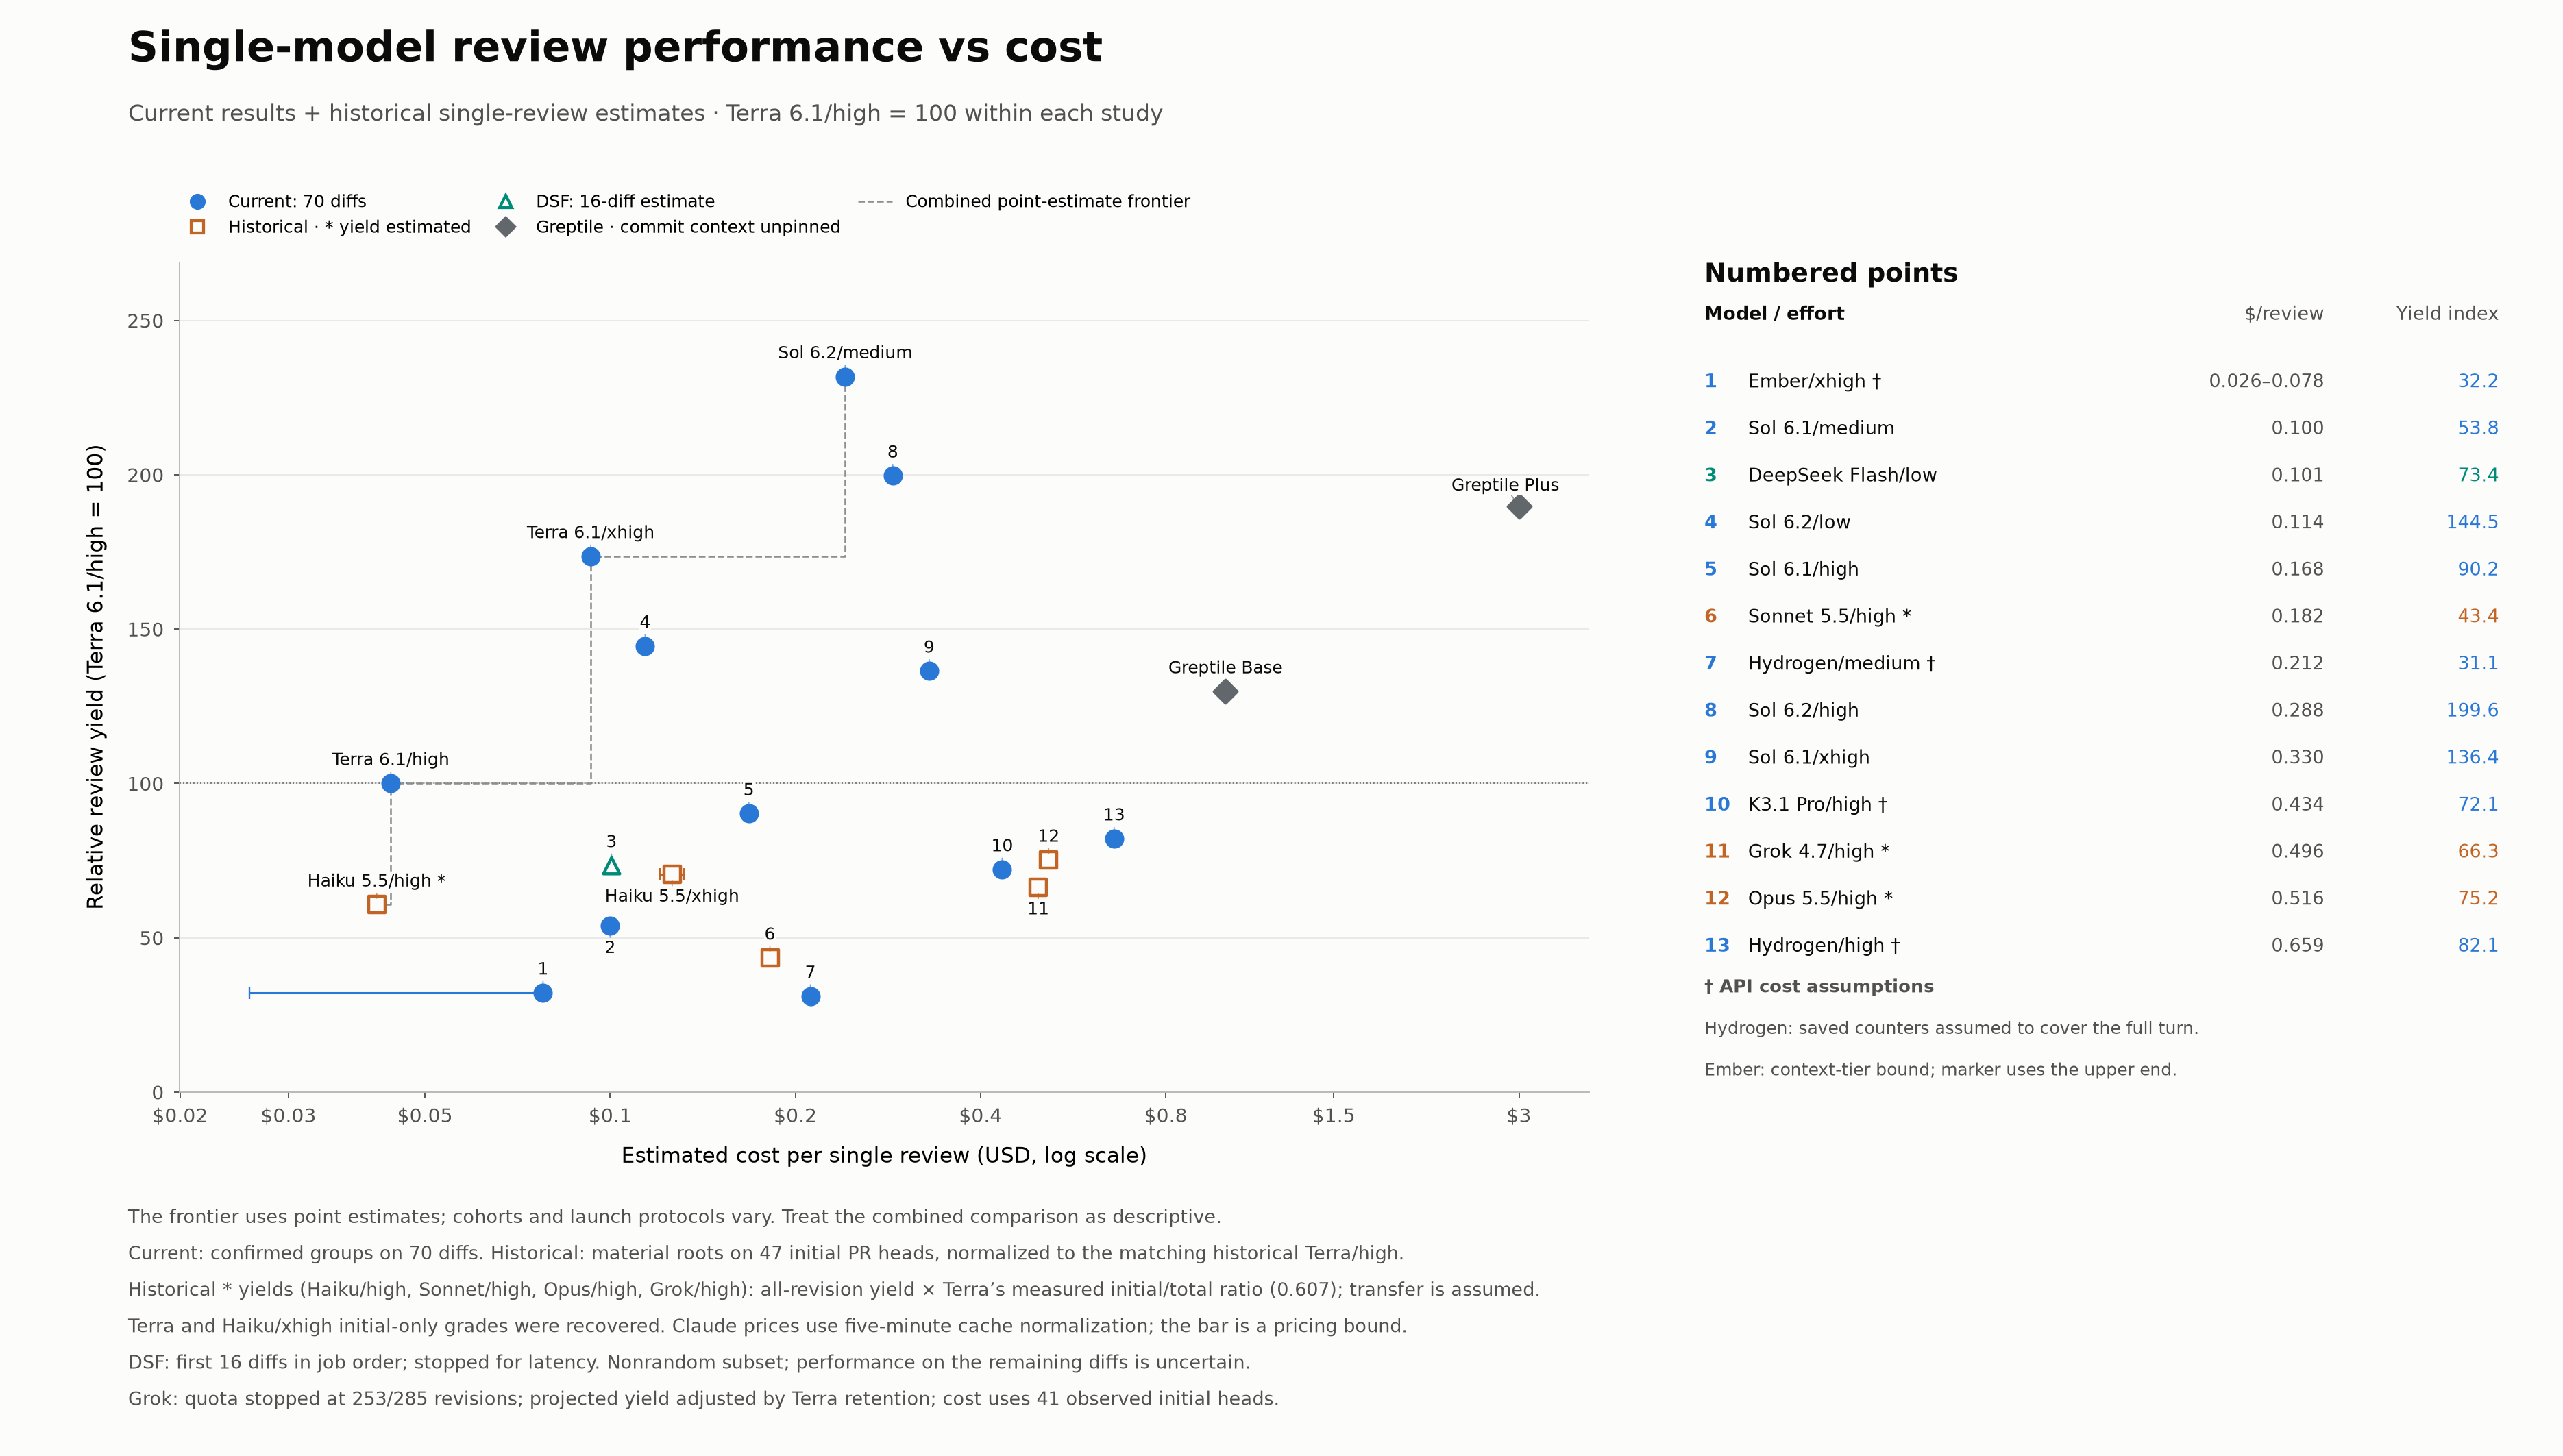 Single-model review performance vs cost
Current results + historical single-review estimates · Terra 6.1/high = 100 within each study
Current: 70 diffs
DSF: 16-diff estimate
Combined point-estimate frontier
Historical · * yield estimated
Greptile · commit context unpinned
Relative review yield (Terra 6.1/high = 100)
250
200
150
100
50
0
Sol 6.2/medium
8
Greptile Plus
Terra 6.1/xhigh
4
9
Greptile Base
Terra 6.1/high
5
13
12
3
10
Haiku 5.5/high *
Haiku 5.5/xhigh
11
6
2
1
7
$0.02
$0.03
$0.05
$0.1
$0.2
$0.4
$0.8
$1.5
$3
Estimated cost per single review (USD, log scale)
Numbered points
Model / effort $/review Yield index
1 Ember/xhigh † 0.026–0.078 32.2
2 Sol 6.1/medium 0.100 53.8
3 DeepSeek Flash/low 0.101 73.4
4 Sol 6.2/low 0.114 144.5
5 Sol 6.1/high 0.168 90.2
6 Sonnet 5.5/high * 0.182 43.4
7 Hydrogen/medium † 0.212 31.1
8 Sol 6.2/high 0.288 199.6
9 Sol 6.1/xhigh 0.330 136.4
10 K3.1 Pro/high † 0.434 72.1
11 Grok 4.7/high * 0.496 66.3
12 Opus 5.5/high * 0.516 75.2
13 Hydrogen/high † 0.659 82.1
† API cost assumptions
Hydrogen: saved counters assumed to cover the full turn.
Ember: context-tier bound; marker uses the upper end.
The frontier uses point estimates; cohorts and launch protocols vary. Treat the combined comparison as descriptive.
Current: confirmed groups on 70 diffs. Historical: material roots on 47 initial PR heads, normalized to the matching historical Terra/high.
Historical * yields (Haiku/high, Sonnet/high, Opus/high, Grok/high): all-revision yield × Terra’s measured initial/total ratio (0.607); transfer is assumed.
Terra and Haiku/xhigh initial-only grades were recovered. Claude prices use five-minute cache normalization; the bar is a pricing bound.
DSF: first 16 diffs in job order; stopped for latency. Nonrandom subset; performance on the remaining diffs is uncertain.
Grok: quota stopped at 253/285 revisions; projected yield adjusted by Terra retention; cost uses 41 observed initial heads.